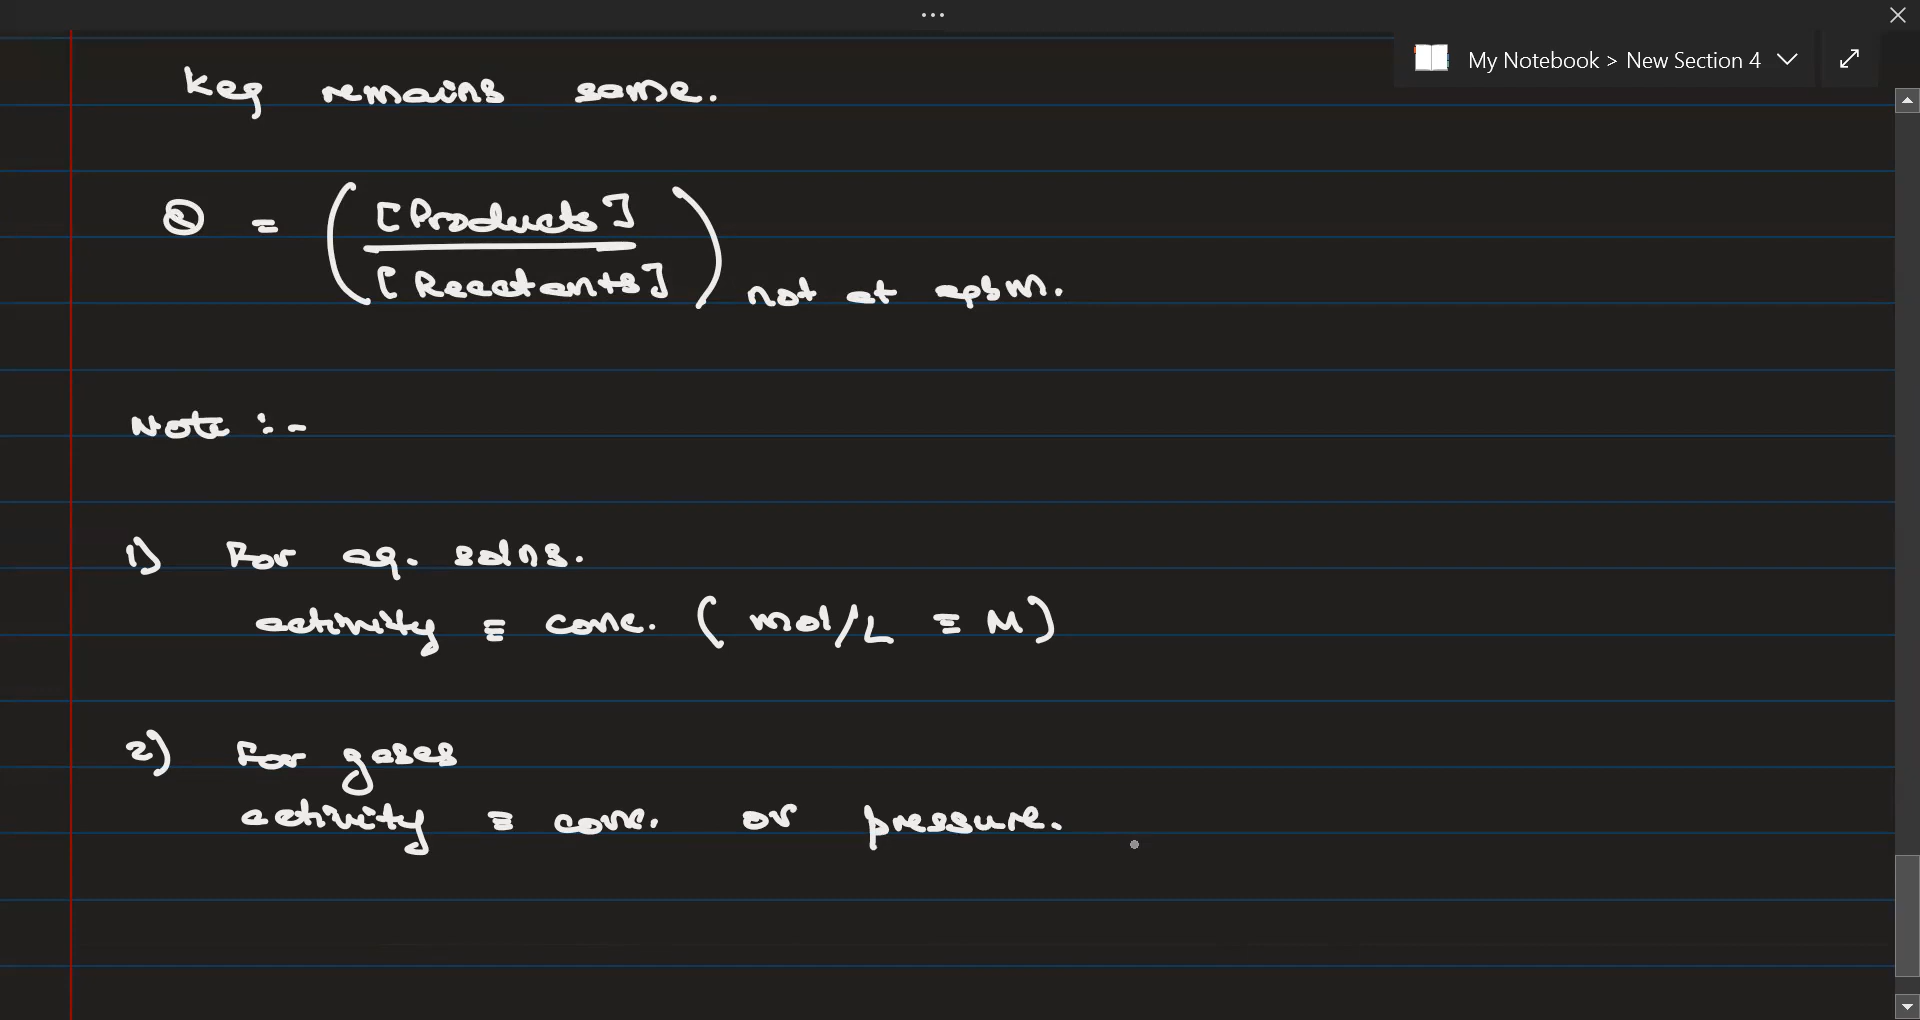 ...
My Notebook > New Section 4
Keq remains same.
Q = ( [Products] / [Reactants] ) not at eqbm.
Note :-
1) For aq. solns.
activity ≡ conc. ( mol/L ≡ M )
2) For gases
activity ≡ conc. or pressure.